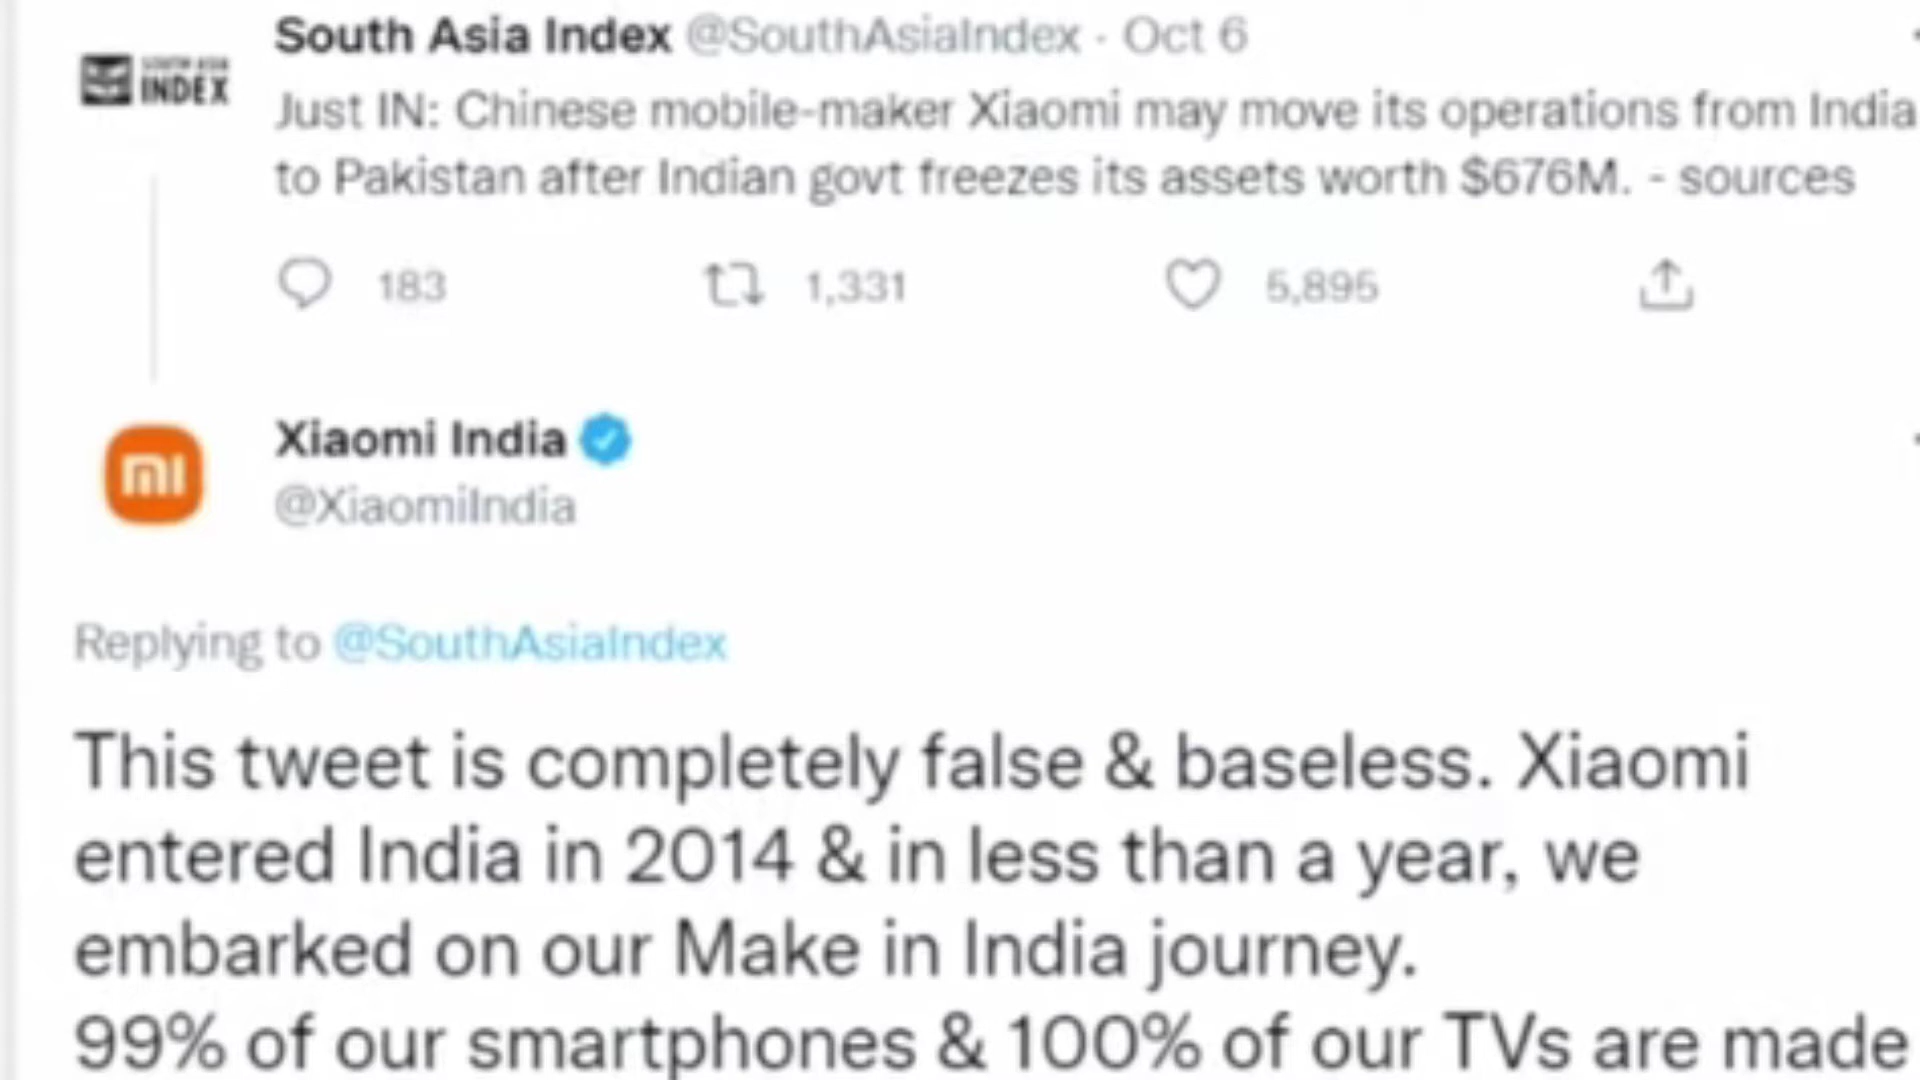 South Asia Index @SouthAsiaIndex · Oct 6
INDEX
Just IN: Chinese mobile-maker Xiaomi may move its operations from India
to Pakistan after Indian govt freezes its assets worth $676M. - sources
183 1,331 5,895
mi
Xiaomi India
@XiaomiIndia
Replying to @SouthAsiaIndex
This tweet is completely false & baseless. Xiaomi
entered India in 2014 & in less than a year, we
embarked on our Make in India journey.
99% of our smartphones & 100% of our TVs are made